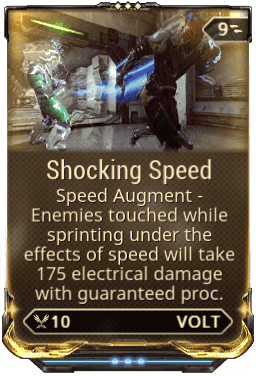 9
Shocking Speed
Speed Augment -
Enemies touched while
sprinting under the
effects of speed will take
175 electrical damage
with guaranteed proc.
10 VOLT